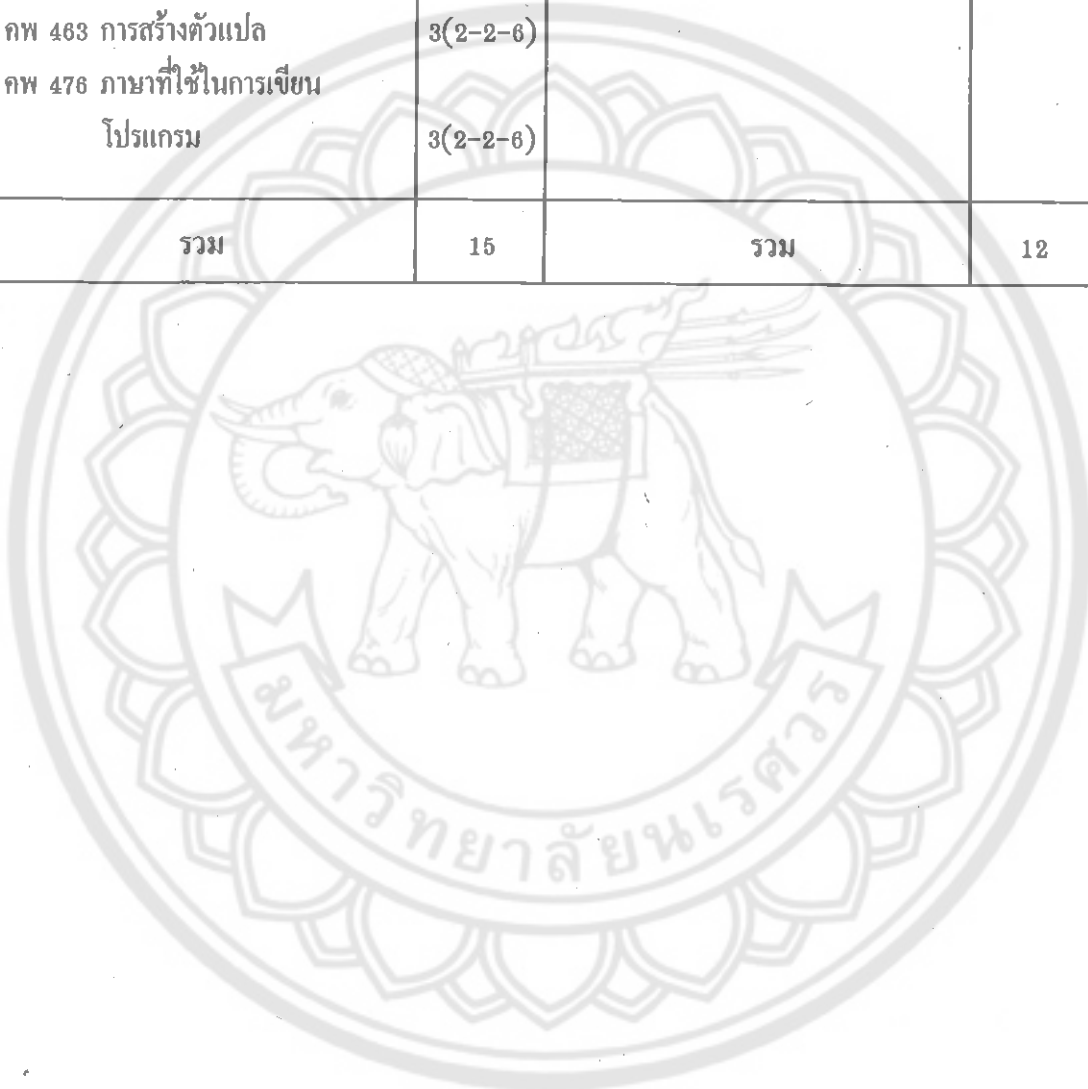 คพ 463 การสร้างตัวแปล 3(2-2-6)
คพ 476 ภาษาที่ใช้ในการเขียน
โปรแกรม 3(2-2-6)
รวม 15 รวม 12
มหาวิทยาลัยนเรศวร